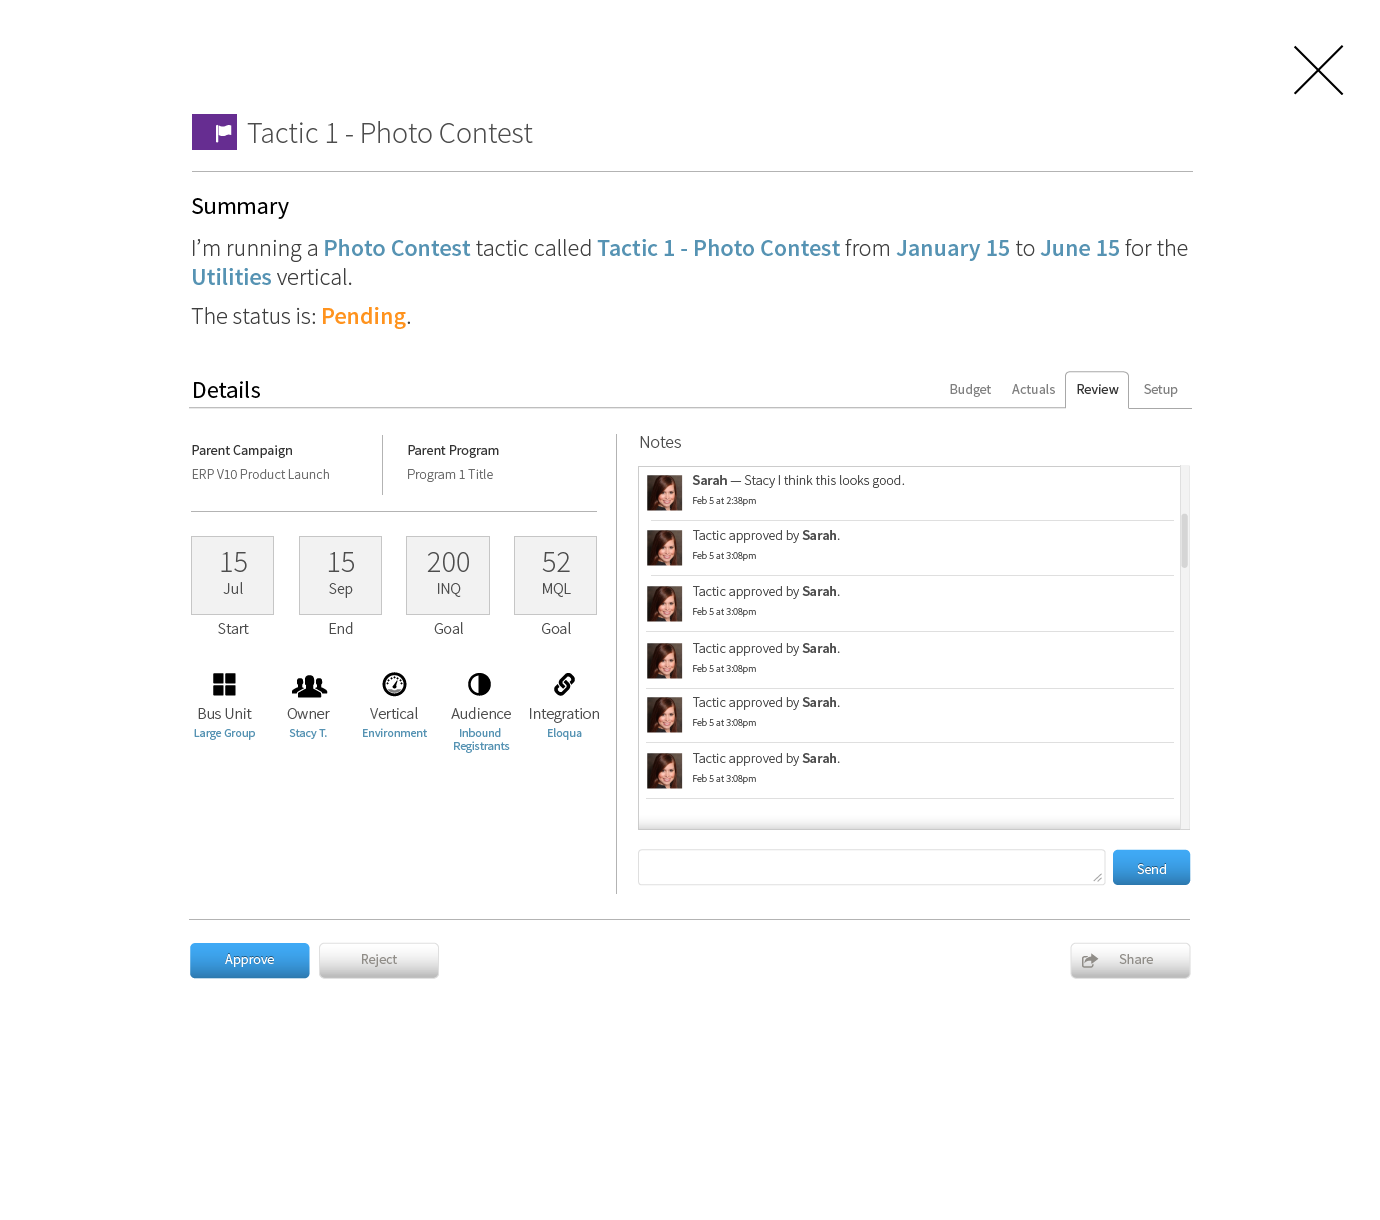 Tactic 1 - Photo Contest
Summary
I’m running a Photo Contest tactic called Tactic 1 - Photo Contest from January 15 to June 15 for the
Utilities vertical.
The status is: Pending.
Details
Budget
Actuals
Review
Setup
Parent Campaign
ERP V10 Product Launch
Parent Program
Program 1 Title
15
Jul
Start
15
Sep
End
200
INQ
Goal
52
MQL
Goal
Bus Unit
Large Group
Owner
Stacy T.
Vertical
Environment
Audience
Inbound
Registrants
Integration
Eloqua
Notes
Sarah — Stacy I think this looks good.
Feb 5 at 2:38pm
Tactic approved by Sarah.
Feb 5 at 3:08pm
Tactic approved by Sarah.
Feb 5 at 3:08pm
Tactic approved by Sarah.
Feb 5 at 3:08pm
Tactic approved by Sarah.
Feb 5 at 3:08pm
Tactic approved by Sarah.
Feb 5 at 3:08pm
Send
Approve
Reject
Share